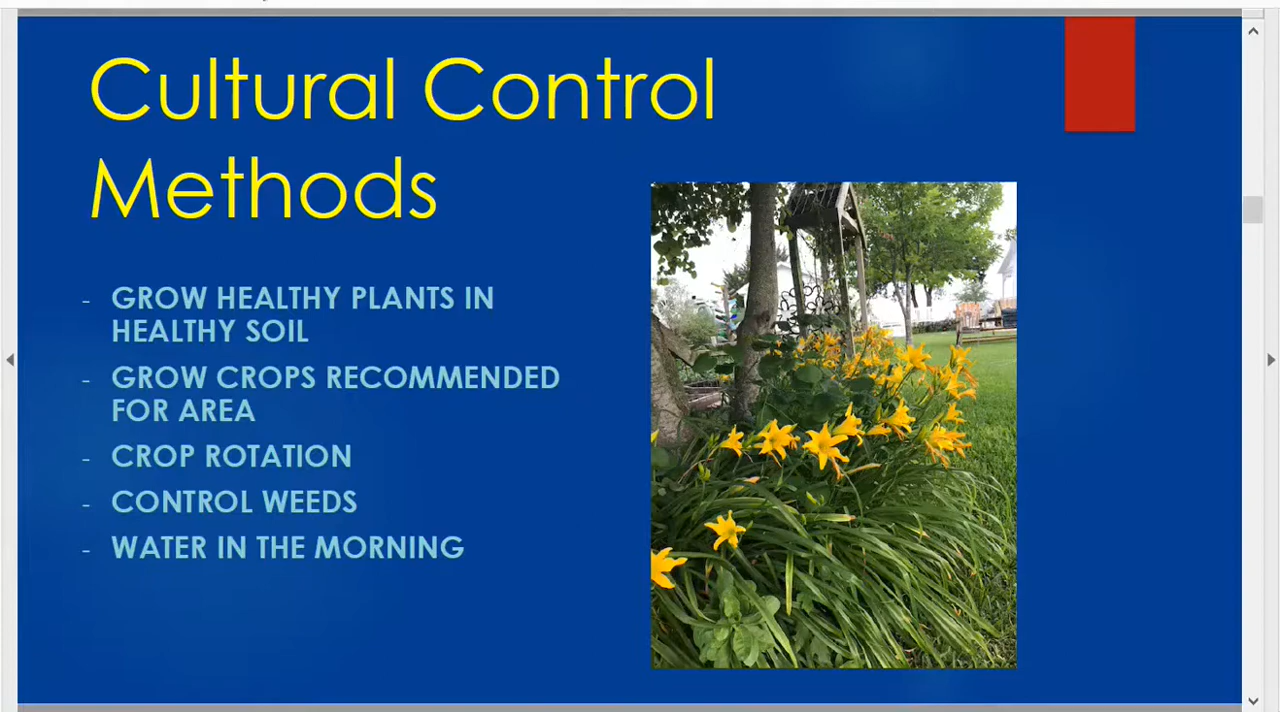 Cultural Control
Methods
- GROW HEALTHY PLANTS IN
HEALTHY SOIL
- GROW CROPS RECOMMENDED
FOR AREA
- CROP ROTATION
- CONTROL WEEDS
- WATER IN THE MORNING